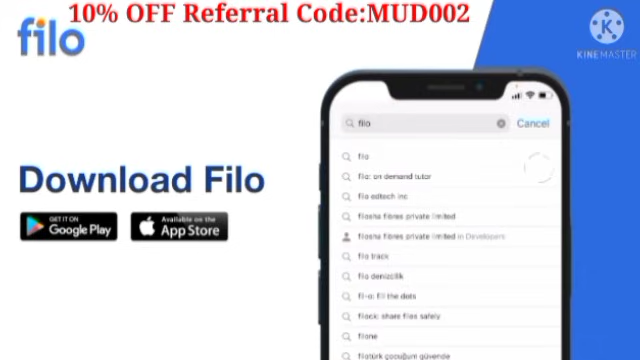 10% OFF Referral Code:MUD002
filo
KINEMASTER
filo
Cancel
filo
filo: on demand tutor
filo edtech inc
Download Filo
filosha fibres private limited
GET IT ON
Google Play
Available on the
App Store
filosha fibres private limited in Developers
filo track
filo denizcilik
fil-o: fill the dots
filock: share files safely
filone
filotürk çocuğum güvende